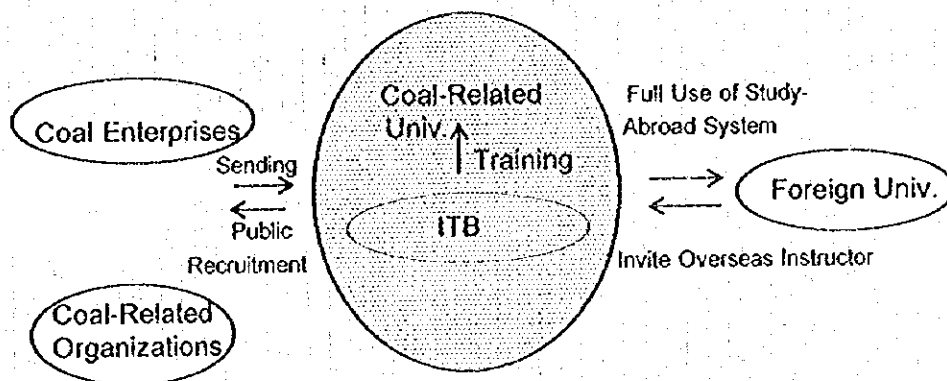 Coal Enterprises
Sending
Public
Recruitment
Coal-Related
Organizations
Coal-Related
Univ.
Training
ITB
Full Use of Study-
Abroad System
Foreign Univ.
Invite Overseas Instructor